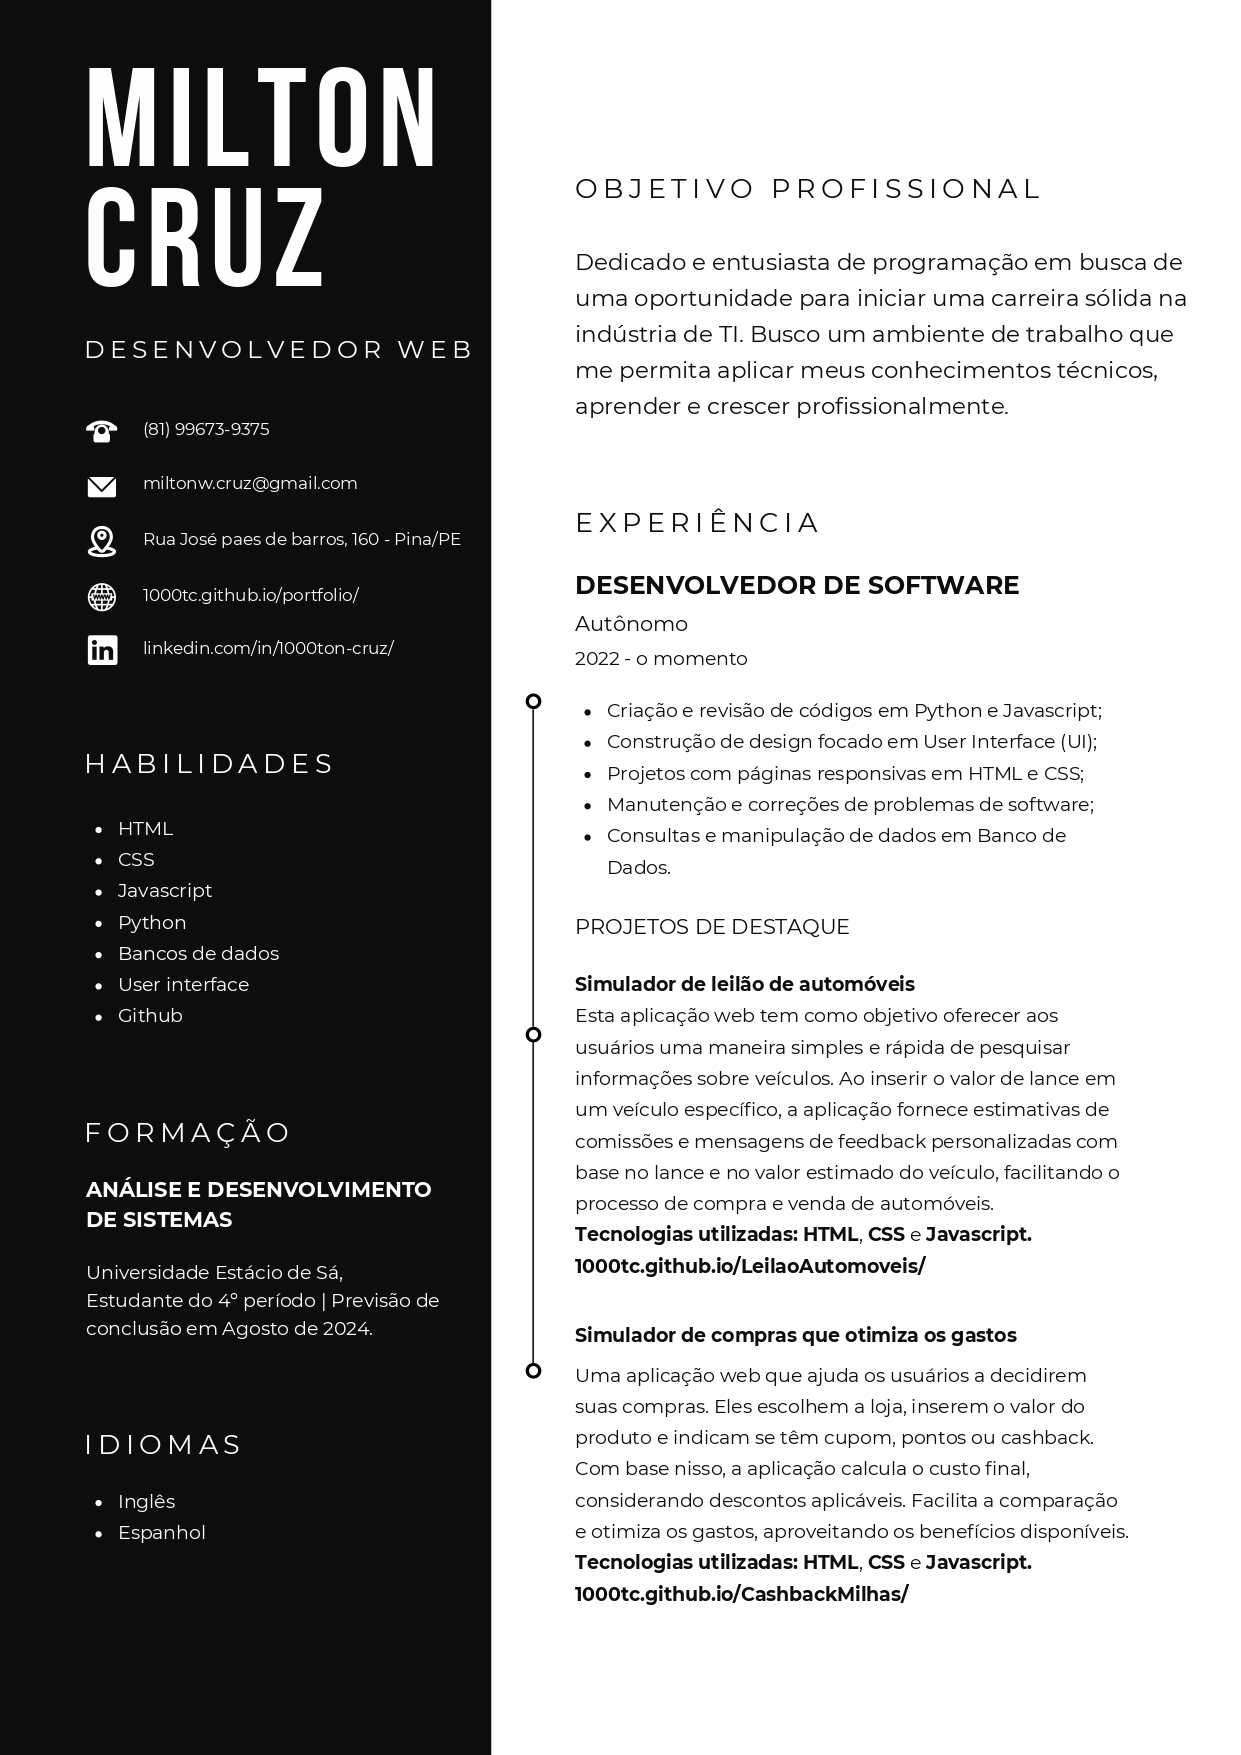 MILTON
CRUZ
DESENVOLVEDOR WEB
(81) 99673-9375
miltonw.cruz@gmail.com
Rua José paes de barros, 160 - Pina/PE
1000tc.github.io/portfolio/
linkedin.com/in/1000ton-cruz/
HABILIDADES
• HTML
• CSS
• Javascript
• Python
• Bancos de dados
• User interface
• Github
FORMAÇÃO
ANÁLISE E DESENVOLVIMENTO
DE SISTEMAS
Universidade Estácio de Sá,
Estudante do 4º período | Previsão de
conclusão em Agosto de 2024.
IDIOMAS
• Inglês
• Espanhol
OBJETIVO PROFISSIONAL
Dedicado e entusiasta de programação em busca de
uma oportunidade para iniciar uma carreira sólida na
indústria de TI. Busco um ambiente de trabalho que
me permita aplicar meus conhecimentos técnicos,
aprender e crescer profissionalmente.
EXPERIÊNCIA
DESENVOLVEDOR DE SOFTWARE
Autônomo
2022 - o momento
• Criação e revisão de códigos em Python e Javascript;
• Construção de design focado em User Interface (UI);
• Projetos com páginas responsivas em HTML e CSS;
• Manutenção e correções de problemas de software;
• Consultas e manipulação de dados em Banco de
Dados.
PROJETOS DE DESTAQUE
Simulador de leilão de automóveis
Esta aplicação web tem como objetivo oferecer aos
usuários uma maneira simples e rápida de pesquisar
informações sobre veículos. Ao inserir o valor de lance em
um veículo específico, a aplicação fornece estimativas de
comissões e mensagens de feedback personalizadas com
base no lance e no valor estimado do veículo, facilitando o
processo de compra e venda de automóveis.
Tecnologias utilizadas: HTML, CSS e Javascript.
1000tc.github.io/LeilaoAutomoveis/
Simulador de compras que otimiza os gastos
Uma aplicação web que ajuda os usuários a decidirem
suas compras. Eles escolhem a loja, inserem o valor do
produto e indicam se têm cupom, pontos ou cashback.
Com base nisso, a aplicação calcula o custo final,
considerando descontos aplicáveis. Facilita a comparação
e otimiza os gastos, aproveitando os benefícios disponíveis.
Tecnologias utilizadas: HTML, CSS e Javascript.
1000tc.github.io/CashbackMilhas/